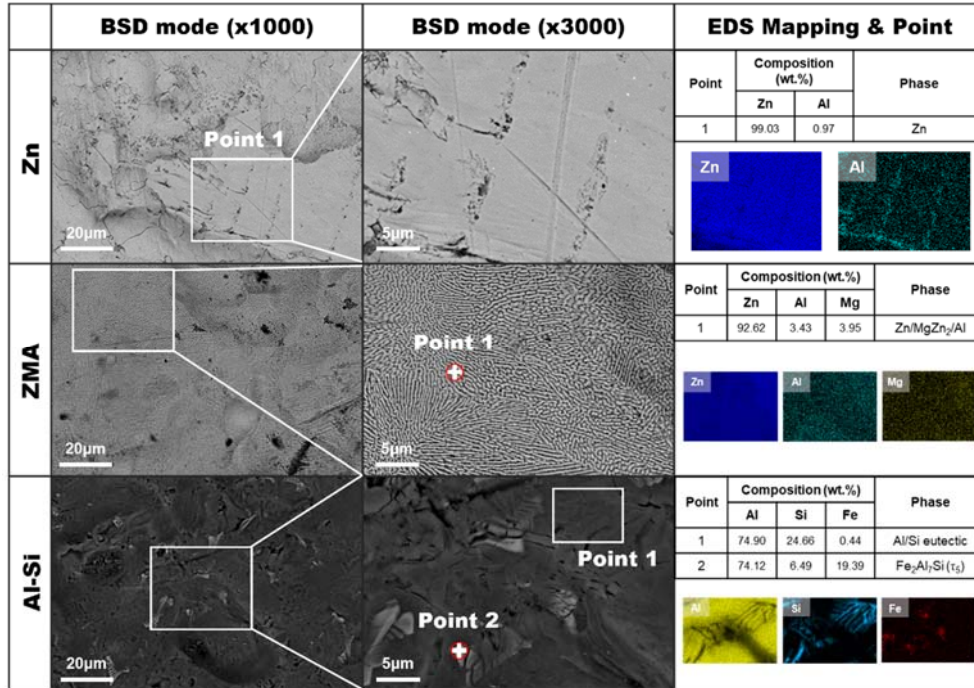 BSD mode (x1000)
BSD mode (x3000)
EDS Mapping & Point
Zn
Point 1
20μm
5μm
Point
Composition
(wt.%)
Phase
Zn
Al
1
99.03
0.97
Zn
Zn
Al
ZMA
20μm
Point 1
5μm
Point
Composition (wt.%)
Phase
Zn
Al
Mg
1
92.62
3.43
3.95
Zn/MgZn₂/Al
Zn
Al
Mg
Al-Si
20μm
Point 1
Point 2
5μm
Point
Composition (wt.%)
Phase
Al
Si
Fe
1
74.90
24.66
0.44
Al/Si eutectic
2
74.12
6.49
19.39
Fe₂Al₇Si (τ₅)
Al
Si
Fe